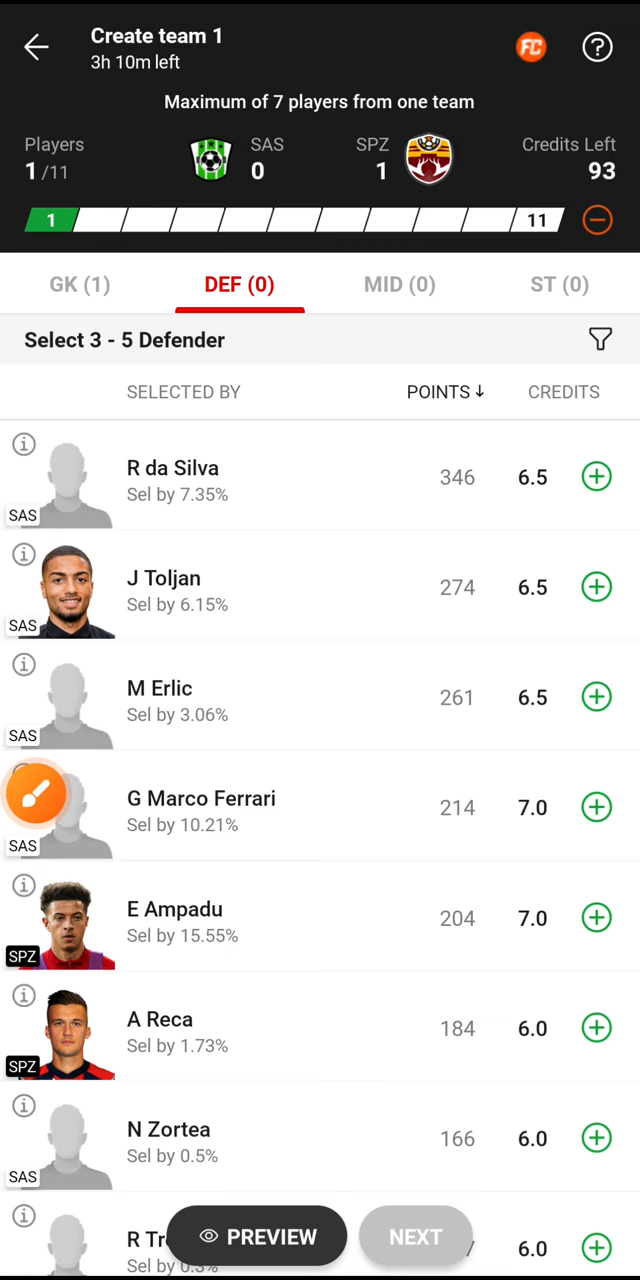 Create team 1
3h 10m left
FC
?
Maximum of 7 players from one team
Players
1/11
SAS
0
SPZ
1
Credits Left
93
1
11
GK (1)
DEF (0)
MID (0)
ST (0)
Select 3 - 5 Defender
SELECTED BY
POINTS↓
CREDITS
i
SAS
R da Silva
Sel by 7.35%
346
6.5
i
SAS
J Toljan
Sel by 6.15%
274
6.5
i
SAS
M Erlic
Sel by 3.06%
261
6.5
SAS
G Marco Ferrari
Sel by 10.21%
214
7.0
i
SPZ
E Ampadu
Sel by 15.55%
204
7.0
i
SPZ
A Reca
Sel by 1.73%
184
6.0
i
SAS
N Zortea
Sel by 0.5%
166
6.0
i
R
Sel by
6.0
PREVIEW
NEXT